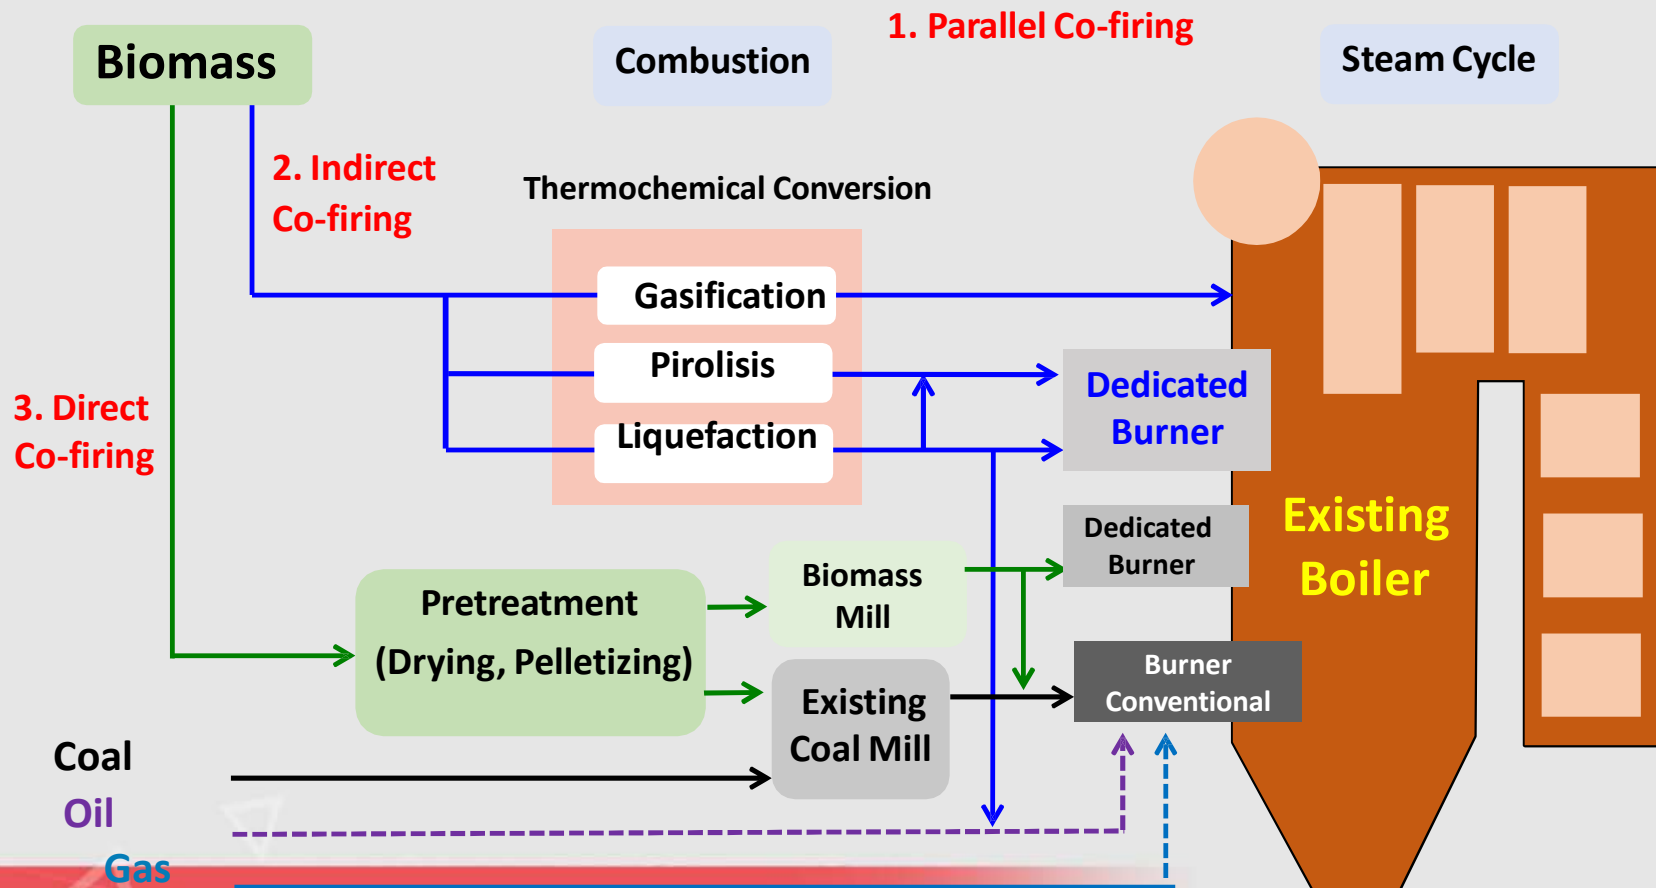 1. Parallel Co-firing
Biomass
Combustion
Steam Cycle
2. Indirect
Co-firing
Thermochemical Conversion
Gasification
Pirolisis
Liquefaction
Dedicated
Burner
3. Direct
Co-firing
Existing
Boiler
Dedicated
Burner
Biomass
Mill
Pretreatment
(Drying, Pelletizing)
Burner
Conventional
Existing
Coal Mill
Coal
Oil
Gas